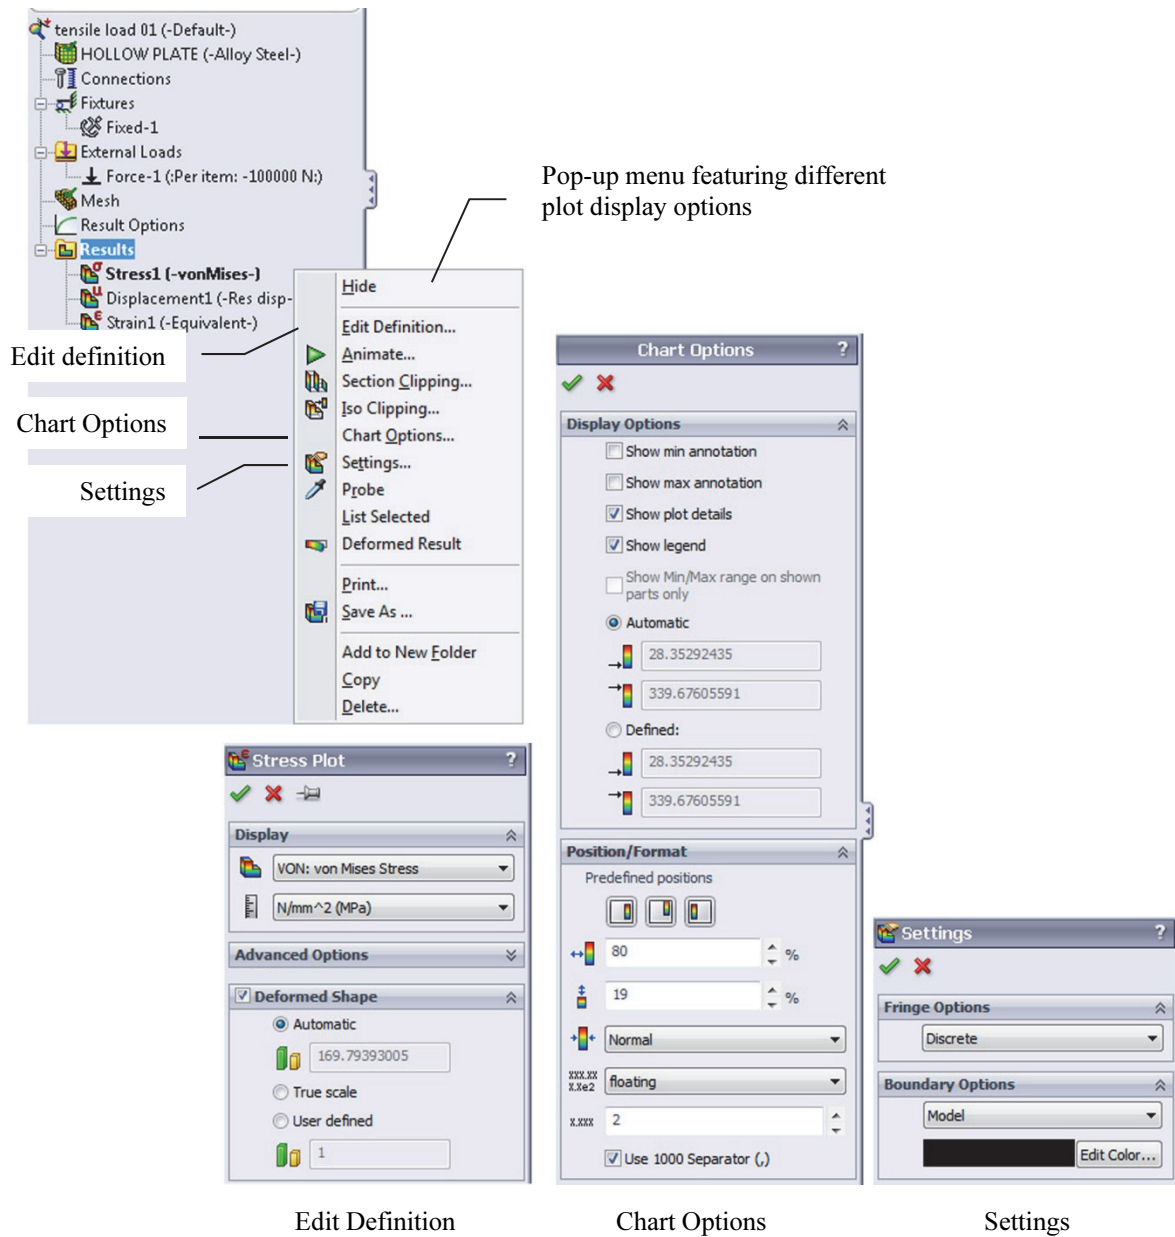 tensile load 01 (-Default-)
HOLLOW PLATE (-Alloy Steel-)
Connections
Fixtures
Fixed-1
External Loads
Force-1 (:Per item: -100000 N:)
Mesh
Result Options
Results
Stress1 (-vonMises-)
Displacement1 (-Res disp-
Strain1 (-Equivalent-)
Pop-up menu featuring different
plot display options
Hide
Edit Definition...
Animate...
Section Clipping...
Iso Clipping...
Chart Options...
Settings...
Probe
List Selected
Deformed Result
Print...
Save As ...
Add to New Folder
Copy
Delete...
Edit definition
Chart Options
Settings
Chart Options ?
Display Options
Show min annotation
Show max annotation
Show plot details
Show legend
Show Min/Max range on shown
parts only
Automatic
28.35292435
339.67605591
Defined:
28.35292435
339.67605591
Position/Format
Predefined positions
80 %
19 %
Normal
xxx.xx
x.xe2
floating
x.xxx 2
Use 1000 Separator (,)
Stress Plot ?
Display
VON: von Mises Stress
N/mm^2 (MPa)
Advanced Options
Deformed Shape
Automatic
169.79393005
True scale
User defined
1
Settings ?
Fringe Options
Discrete
Boundary Options
Model
Edit Color...
Edit Definition
Chart Options
Settings